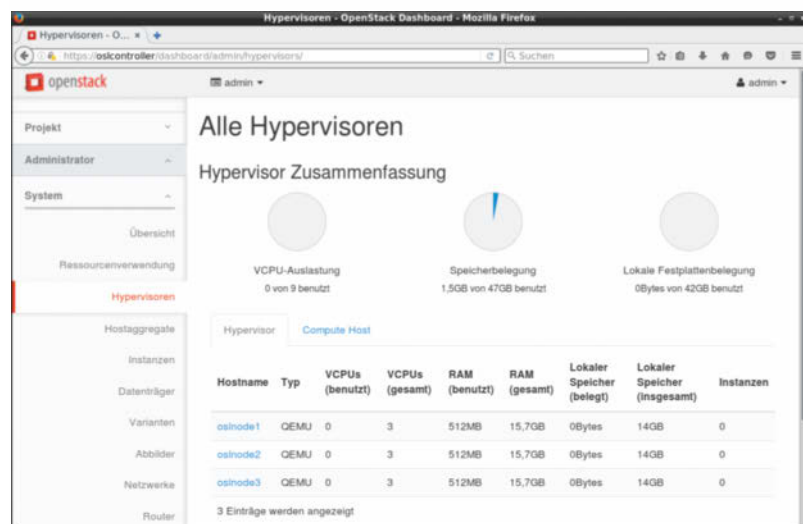 Hypervisoren - OpenStack Dashboard - Mozilla Firefox
Hypervisoren - O...
https://oslcontroller/dashboard/admin/hypervisors/
Suchen
openstack
admin
admin
Projekt
Administrator
System
Übersicht
Ressourcenverwendung
Hypervisoren
Hostaggregate
Instanzen
Datenträger
Varianten
Abbilder
Netzwerke
Router
Alle Hypervisoren
Hypervisor Zusammenfassung
VCPU-Auslastung
0 von 9 benutzt
Speicherbelegung
1,5GB von 47GB benutzt
Lokale Festplattenbelegung
0Bytes von 42GB benutzt
Hypervisor Compute Host
Hostname Typ VCPUs (benutzt) VCPUs (gesamt) RAM (benutzt) RAM (gesamt) Lokaler Speicher (belegt) Lokaler Speicher (insgesamt) Instanzen
oslnode1 QEMU 0 3 512MB 15,7GB 0Bytes 14GB 0
oslnode2 QEMU 0 3 512MB 15,7GB 0Bytes 14GB 0
oslnode3 QEMU 0 3 512MB 15,7GB 0Bytes 14GB 0
3 Einträge werden angezeigt